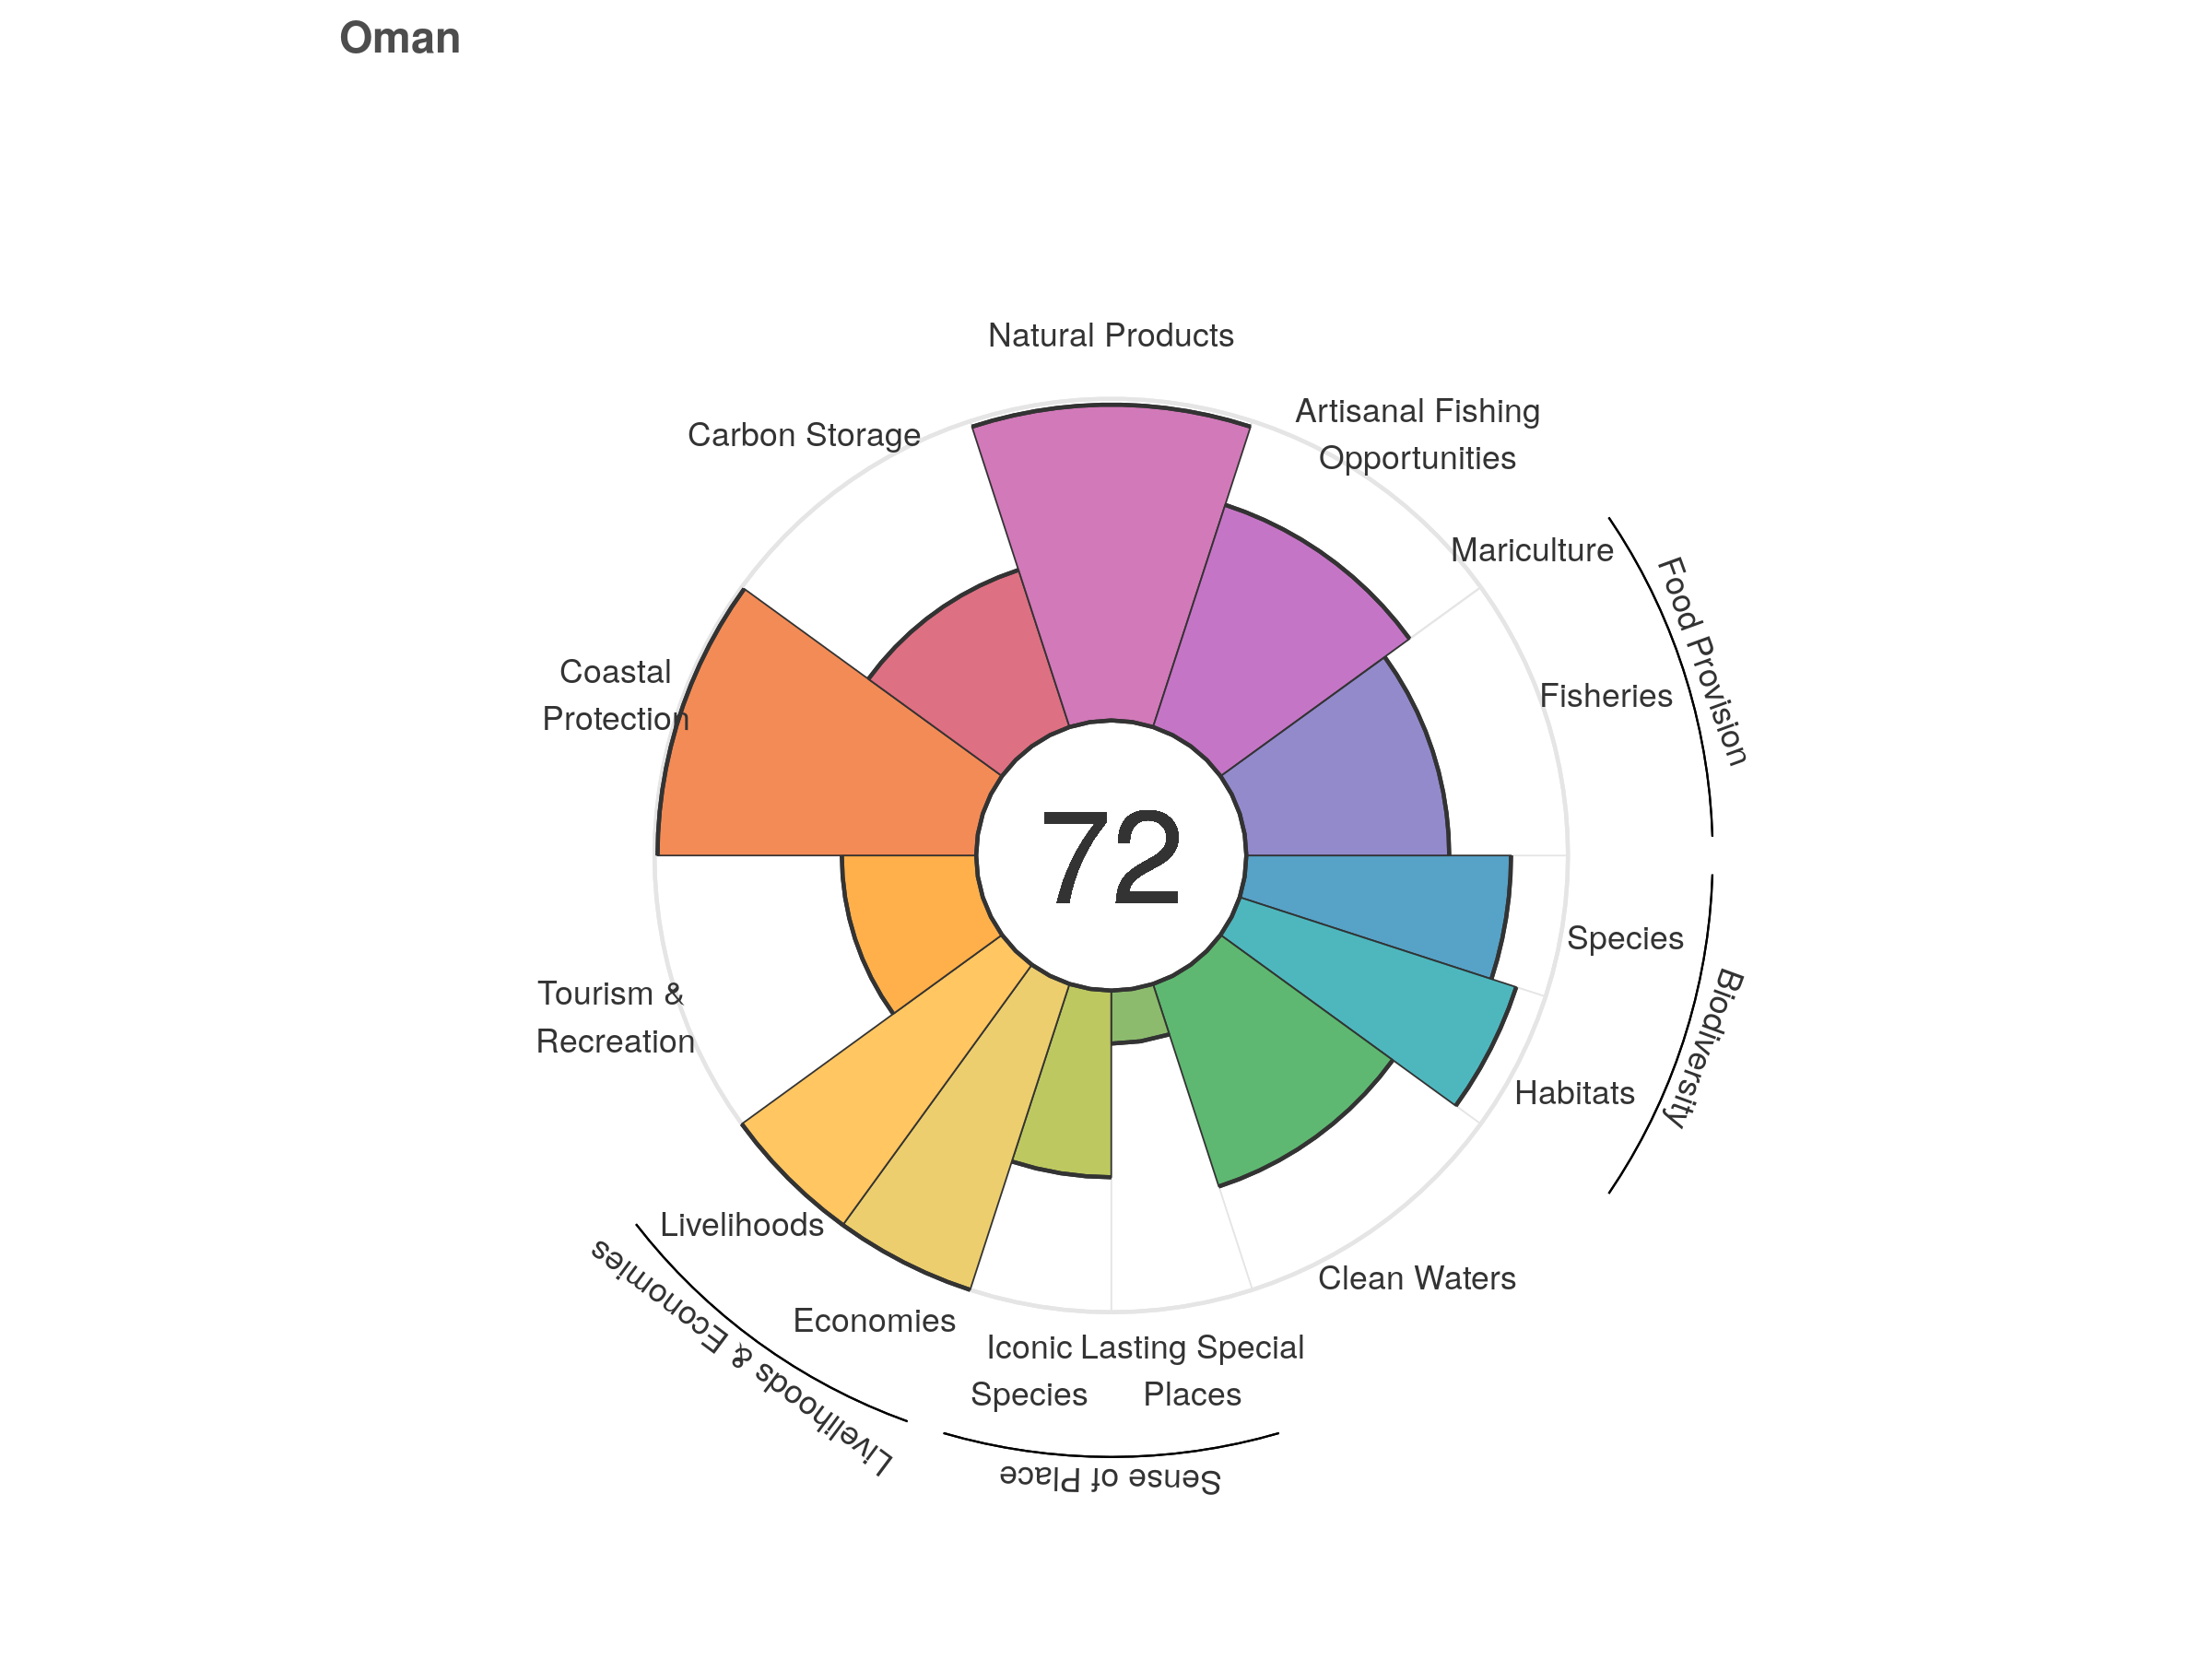 Oman
Natural Products
Artisanal Fishing
Opportunities
Carbon Storage
Mariculture
Food Provision
Fisheries
Coastal
Protection
72
Species
Biodiversity
Habitats
Tourism &
Recreation
Livelihoods
Livelihoods & Economies
Clean Waters
Economies
Iconic
Species
Lasting Special
Places
Sense of Place